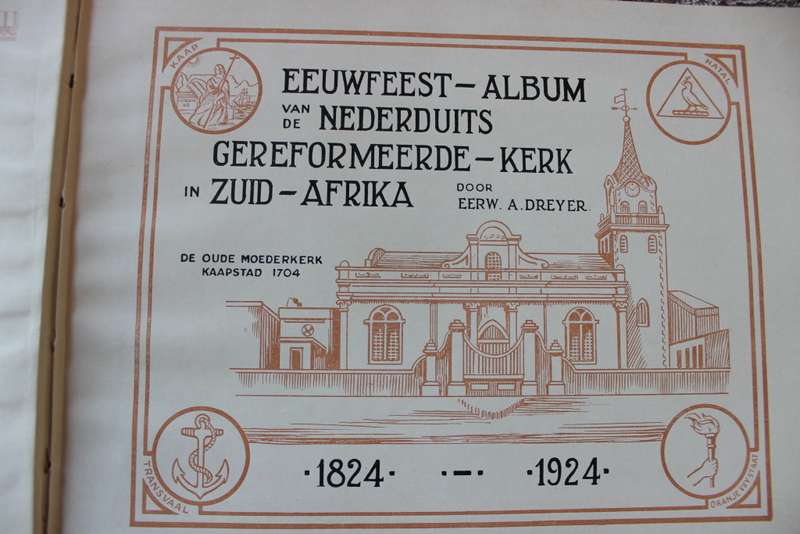 KAAP
NATAL
EEUWFEEST – ALBUM
VAN DE NEDERDUITS
GEREFORMEERDE – KERK
IN ZUID – AFRIKA
DOOR
EERW. A. DREYER.
DE OUDE MOEDERKERK
KAAPSTAD 1704
·1824· ·–· ·1924·
TRANSVAAL
ORANJE VRYSTAAT